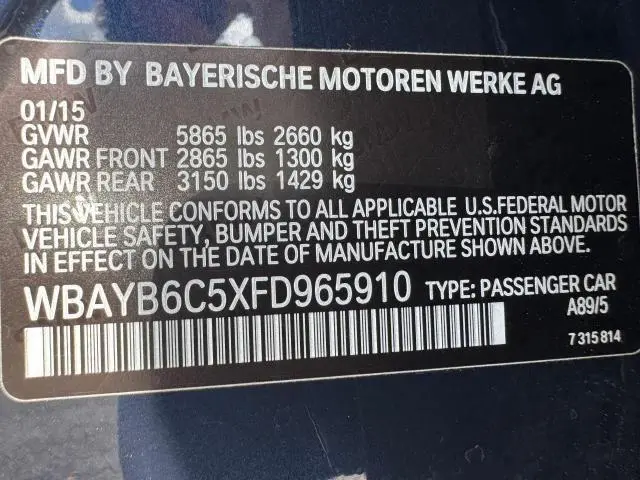 MFD BY BAYERISCHE MOTOREN WERKE AG
01/15
GVWR 5865 lbs 2660 kg
GAWR FRONT 2865 lbs 1300 kg
GAWR REAR 3150 lbs 1429 kg
THIS VEHICLE CONFORMS TO ALL APPLICABLE U.S.FEDERAL MOTOR
VEHICLE SAFETY, BUMPER AND THEFT PREVENTION STANDARDS
IN EFFECT ON THE DATE OF MANUFACTURE SHOWN ABOVE.
WBAYB6C5XFD965910 TYPE: PASSENGER CAR
A89/5
7 315 814